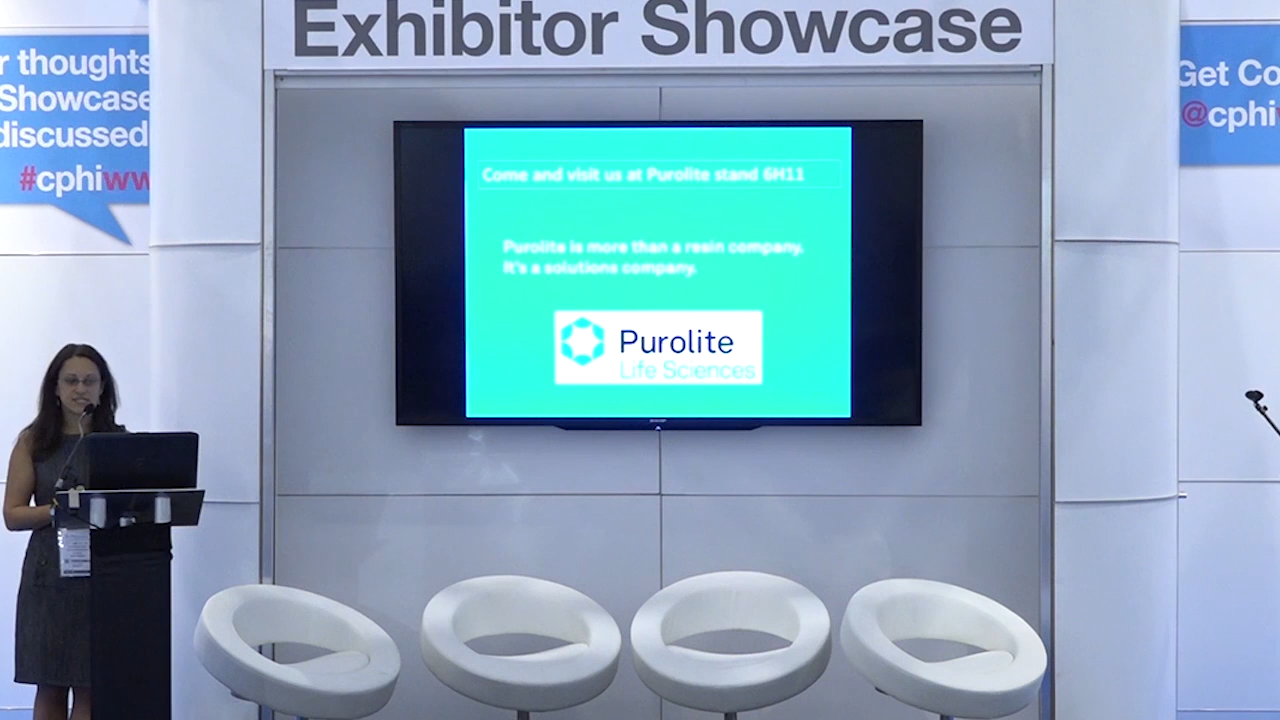 Exhibitor Showcase
r thoughts
Showcase
discussed
#cphiww
Get Co
@cphiw
Come and visit us at Purolite stand 6H11
Purolite is more than a resin company.
It's a solutions company.
Purolite
Life Sciences